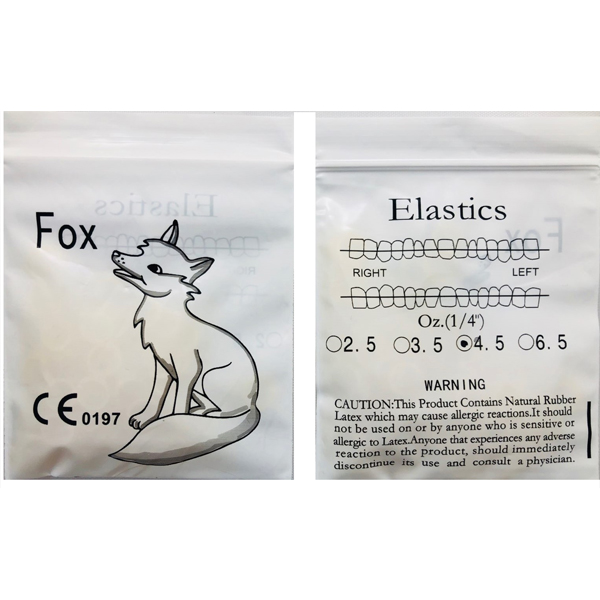 Fox
Elastics
CE 0197
Elastics
Fox
RIGHT LEFT
Oz.(1/4")
2.5 3.5 4.5 6.5
WARNING
CAUTION:This Product Contains Natural Rubber
Latex which may cause allergic reactions.It should
not be used on or by anyone who is sensitive or
allergic to Latex.Anyone that experiences any adverse
reaction to the product, should immediately
discontinue its use and consult a physician.